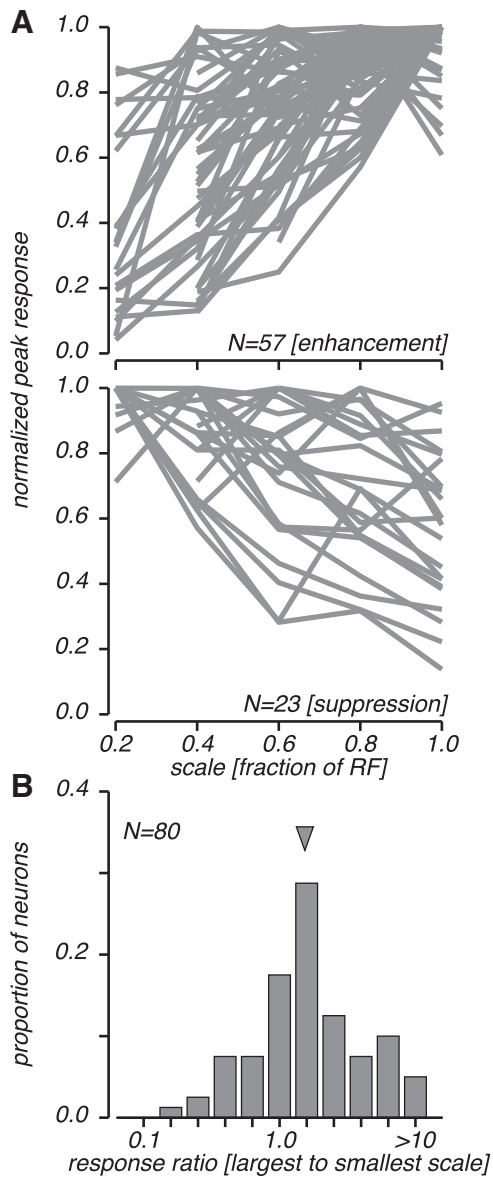 A
normalized peak response
1.0
0.8
0.6
0.4
0.2
0.0
N=57 [enhancement]
1.0
0.8
0.6
0.4
0.2
0.0
N=23 [suppression]
0.2 0.4 0.6 0.8 1.0
scale [fraction of RF]
B
proportion of neurons
0.4
0.2
0.0
N=80
0.1 1.0 >10
response ratio [largest to smallest scale]